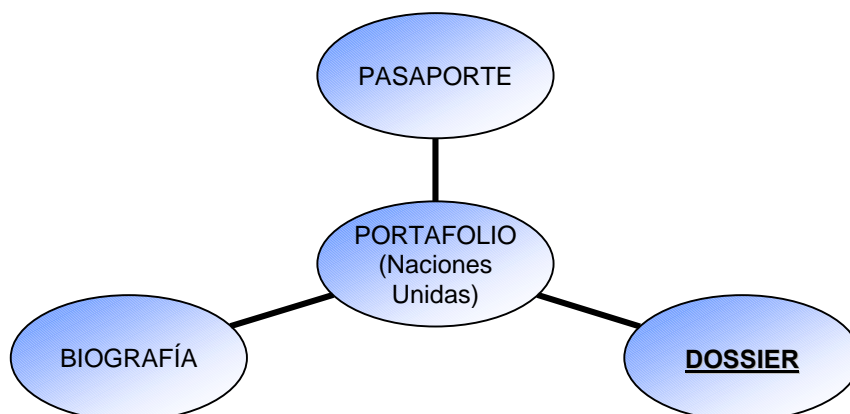 PASAPORTE
PORTAFOLIO
(Naciones
Unidas)
BIOGRAFÍA
DOSSIER